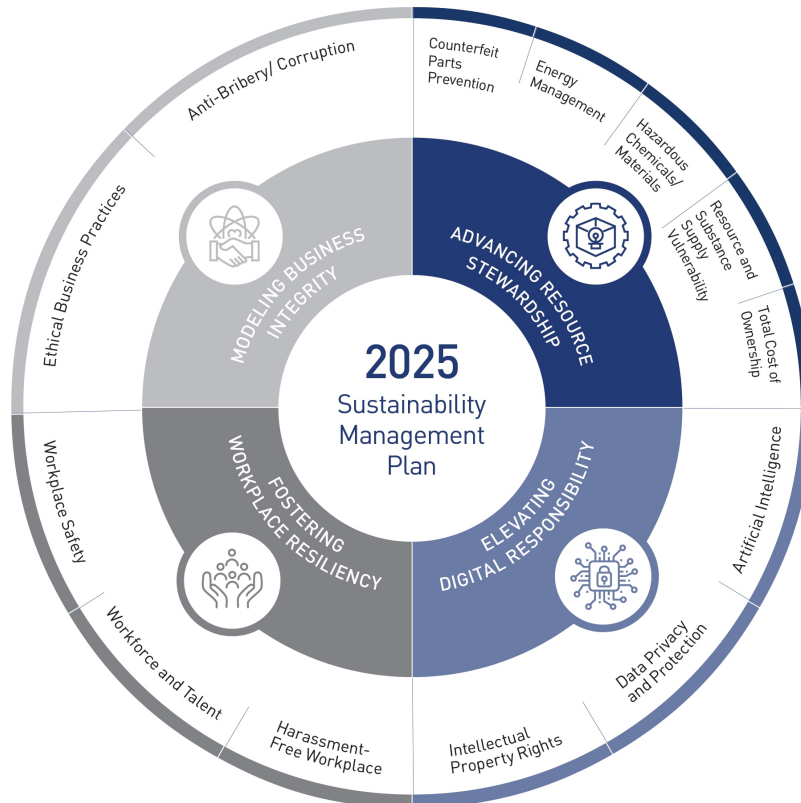 2025
Sustainability
Management
Plan
ADVANCING RESOURCE
STEWARDSHIP
Counterfeit
Parts
Prevention
Energy
Management
Hazardous
Chemicals/
Materials
Resource and
Substance
Supply
Vulnerability
Total Cost of
Ownership
ELEVATING
DIGITAL RESPONSIBILITY
Artificial Intelligence
Data Privacy
and Protection
Intellectual
Property Rights
FOSTERING
WORKPLACE RESILIENCY
Harassment-
Free Workplace
Workforce and Talent
Workplace Safety
MODELING BUSINESS
INTEGRITY
Ethical Business Practices
Anti-Bribery/ Corruption